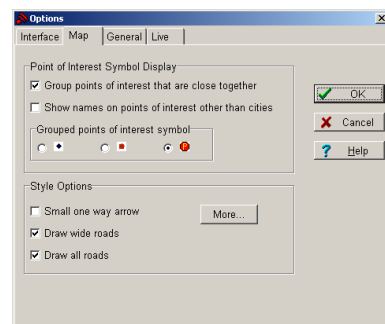 Options
Interface Map General Live
Point of Interest Symbol Display
Group points of interest that are close together
Show names on points of interest other than cities
Grouped points of interest symbol
P
OK
Cancel
Help
Style Options
Small one way arrow
More...
Draw wide roads
Draw all roads